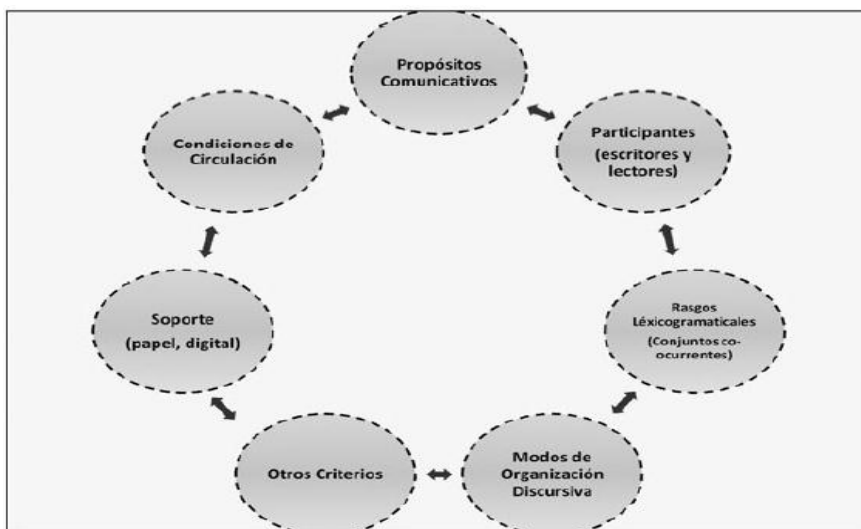 Propósitos
Comunicativos
Participantes
(escritores y
lectores)
Rasgos
Léxicogramaticales
(Conjuntos co-
ocurrentes)
Modos de
Organización
Discursiva
Otros Criterios
Soporte
(papel, digital)
Condiciones de
Circulación